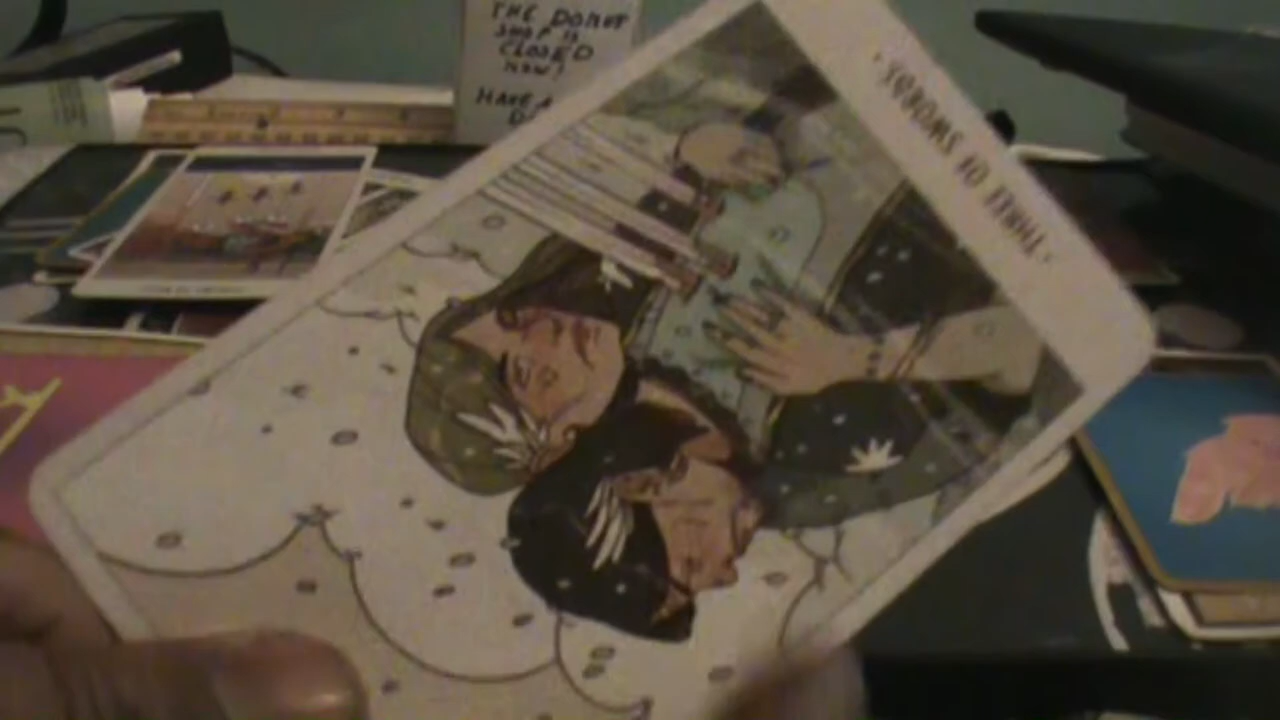 THE DONUT
SHOP IS
CLOSED
NOW!
HAVE A
D
THREE OF SWORDS